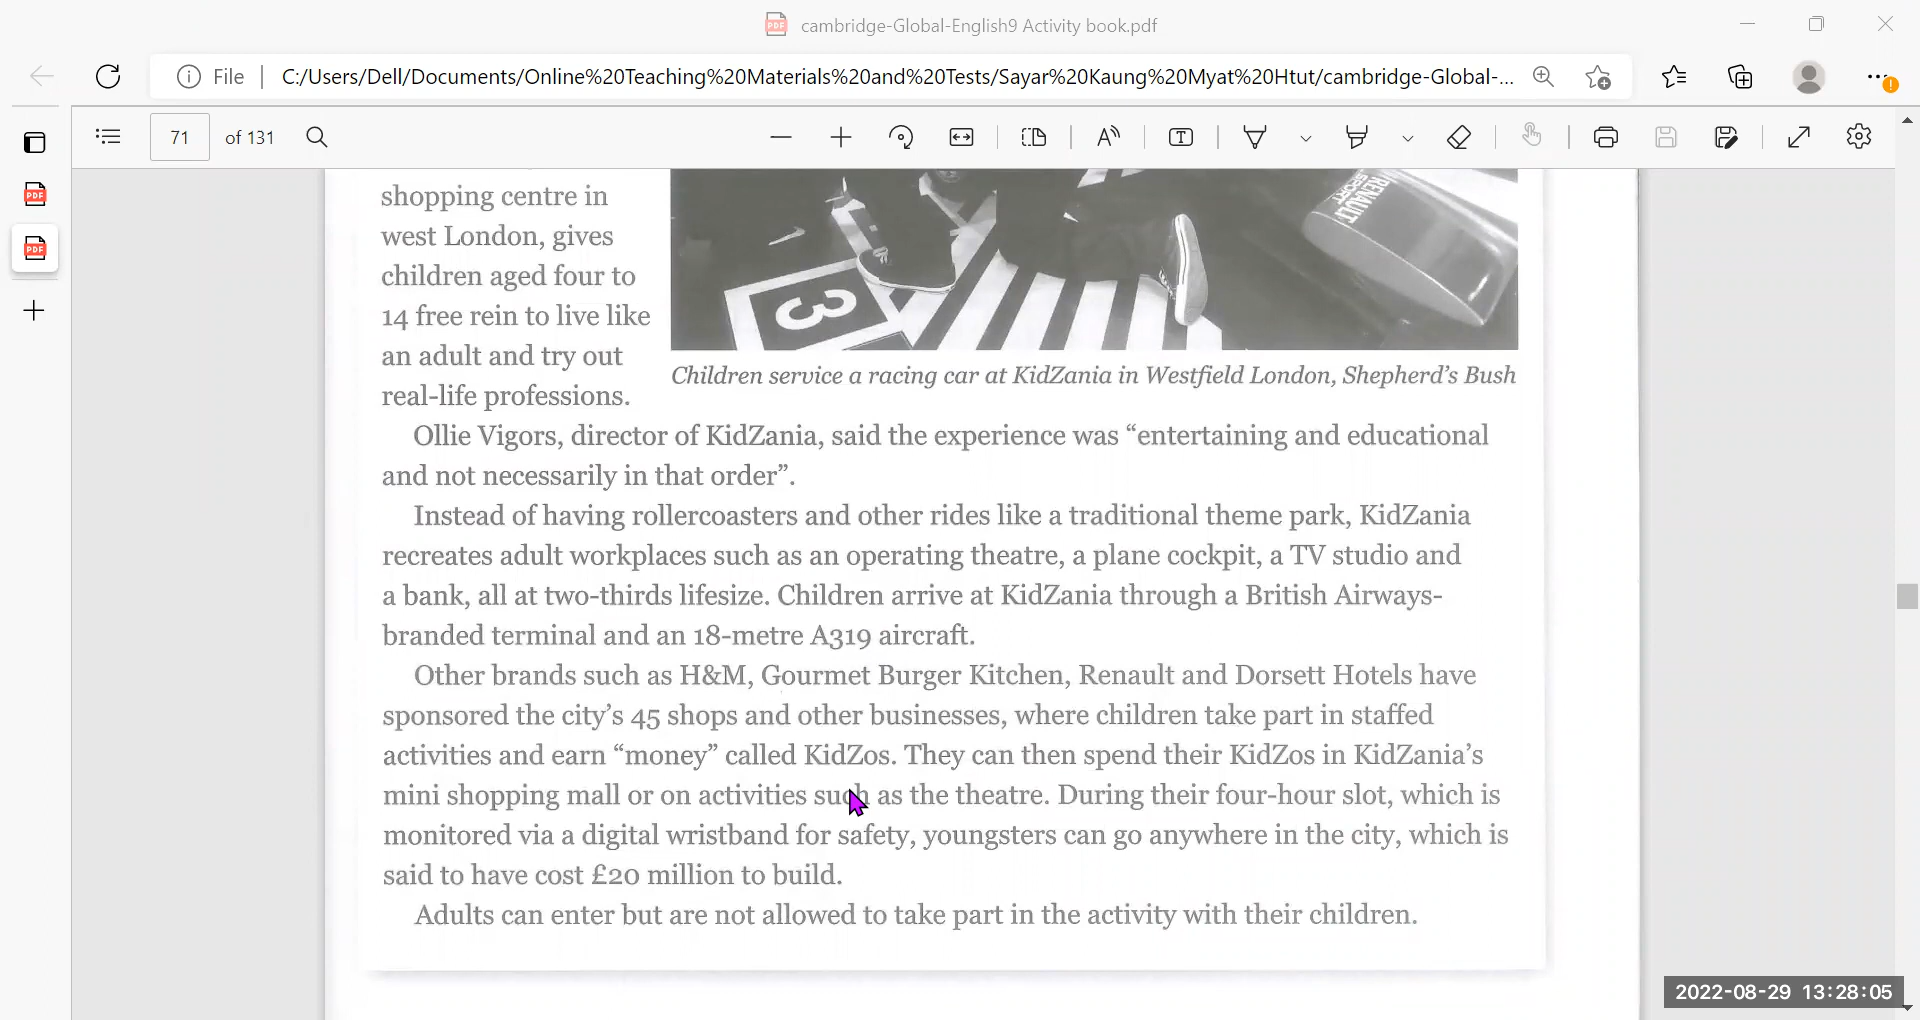 cambridge-Global-English9 Activity book.pdf
File
C:/Users/Dell/Documents/Online%20Teaching%20Materials%20and%20Tests/Sayar%20Kaung%20Myat%20Htut/cambridge-Global-...
71 of 131
shopping centre in
west London, gives
children aged four to
14 free rein to live like
an adult and try out
real-life professions.
RENAULT
SPORT
3
Children service a racing car at KidZania in Westfield London, Shepherd's Bush
Ollie Vigors, director of KidZania, said the experience was “entertaining and educational
and not necessarily in that order”.
Instead of having rollercoasters and other rides like a traditional theme park, KidZania
recreates adult workplaces such as an operating theatre, a plane cockpit, a TV studio and
a bank, all at two-thirds lifesize. Children arrive at KidZania through a British Airways-
branded terminal and an 18-metre A319 aircraft.
Other brands such as H&M, Gourmet Burger Kitchen, Renault and Dorsett Hotels have
sponsored the city's 45 shops and other businesses, where children take part in staffed
activities and earn “money” called KidZos. They can then spend their KidZos in KidZania's
mini shopping mall or on activities such as the theatre. During their four-hour slot, which is
monitored via a digital wristband for safety, youngsters can go anywhere in the city, which is
said to have cost £20 million to build.
Adults can enter but are not allowed to take part in the activity with their children.
2022-08-29 13:28:05